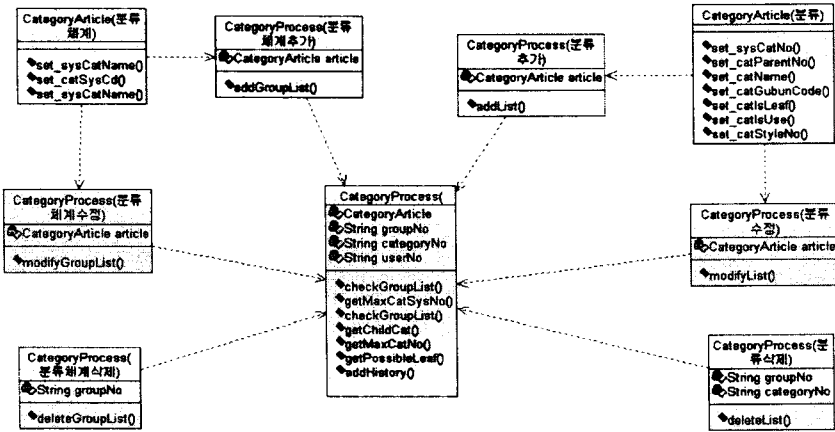 CategoryArticle(분류
체계)
set_sysCatName()
set_catSysCd()
set_sysCatName()
CategoryProcess(분류
체계추가)
CategoryArticle article
addGroupList()
CategoryProcess(분류
추가)
CategoryArticle article
addList()
CategoryArticle(분류)
set_sysCatNo()
set_catParentNo()
set_catName()
set_catGubunCode()
set_catIsLeaf()
set_catIsUse()
set_catStyleNo()
CategoryProcess(분류
체계수정)
CategoryArticle article
modifyGroupList()
CategoryProcess(
CategoryArticle
String groupNo
String categoryNo
String userNo
checkGroupList()
getMaxCatSysNo()
checkGroupList()
getChildCat()
getMaxCatNo()
getPossibleLeaf()
addHistory()
CategoryProcess(분류
수정)
CategoryArticle article
modifyList()
CategoryProcess(
분류체계삭제)
String groupNo
deleteGroupList()
CategoryProcess(분
류삭제)
String groupNo
String categoryNo
deleteList()